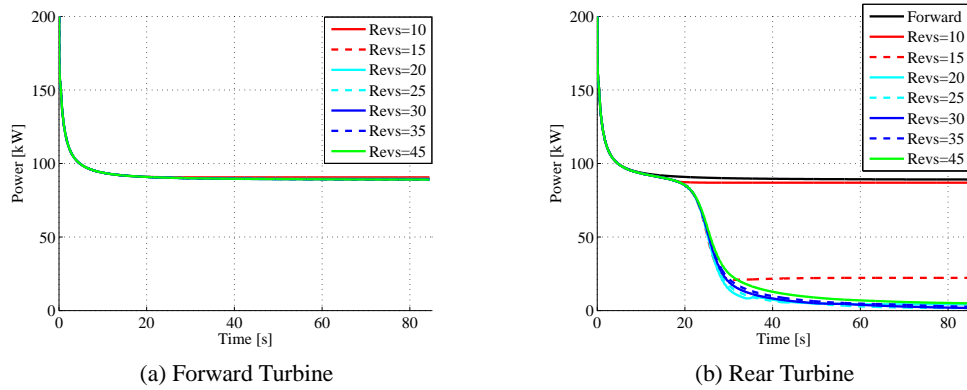 200
150
100
50
0
Power [kW]
0 20 40 60 80
Time [s]
Revs=10
Revs=15
Revs=20
Revs=25
Revs=30
Revs=35
Revs=45
(a) Forward Turbine
200
150
100
50
0
Power [kW]
0 20 40 60 80
Time [s]
Forward
Revs=10
Revs=15
Revs=20
Revs=25
Revs=30
Revs=35
Revs=45
(b) Rear Turbine